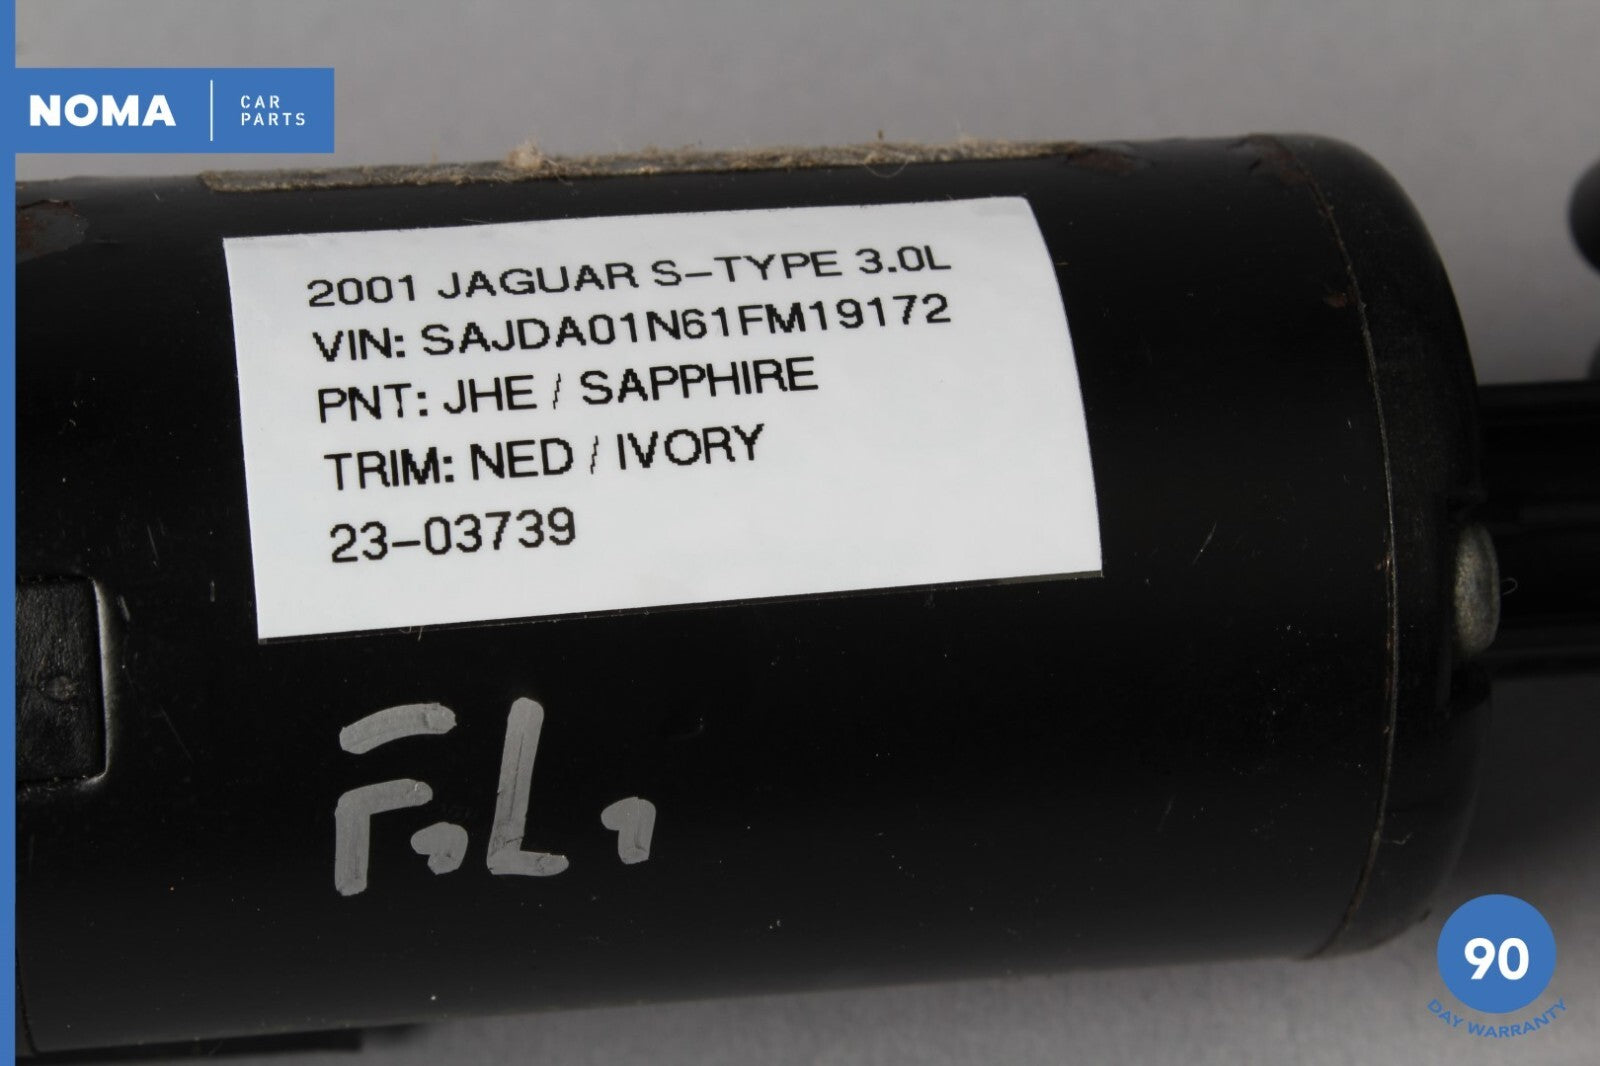 NOMA
CAR
PARTS
2001 JAGUAR S-TYPE 3.0L
VIN: SAJDA01N61FM19172
PNT: JHE / SAPPHIRE
TRIM: NED / IVORY
23-03739
F.L.
90
DAY WARRANTY